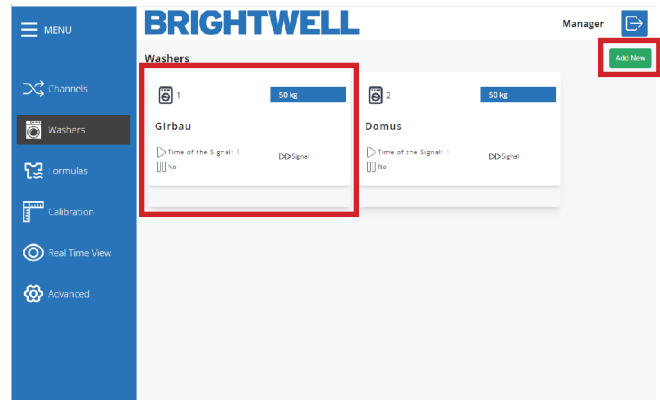 MENU
BRIGHTWELL
Manager
Washers
Add New
Channels
Washers
Formulas
Calibration
Real Time View
Advanced
1
50 kg
Girbau
Time of the Signal: 1
Signal
No
2
50 kg
Domus
Time of the Signal: 1
Signal
No